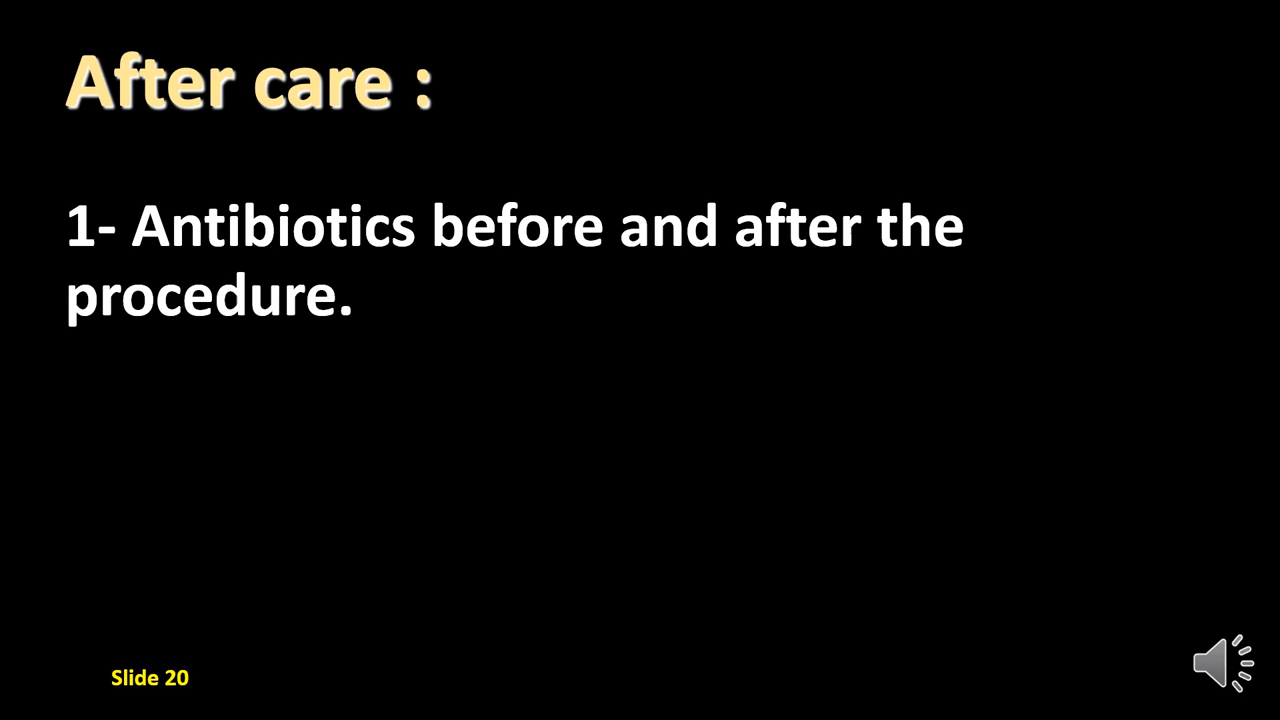 After care :
1- Antibiotics before and after the
procedure.
Slide 20